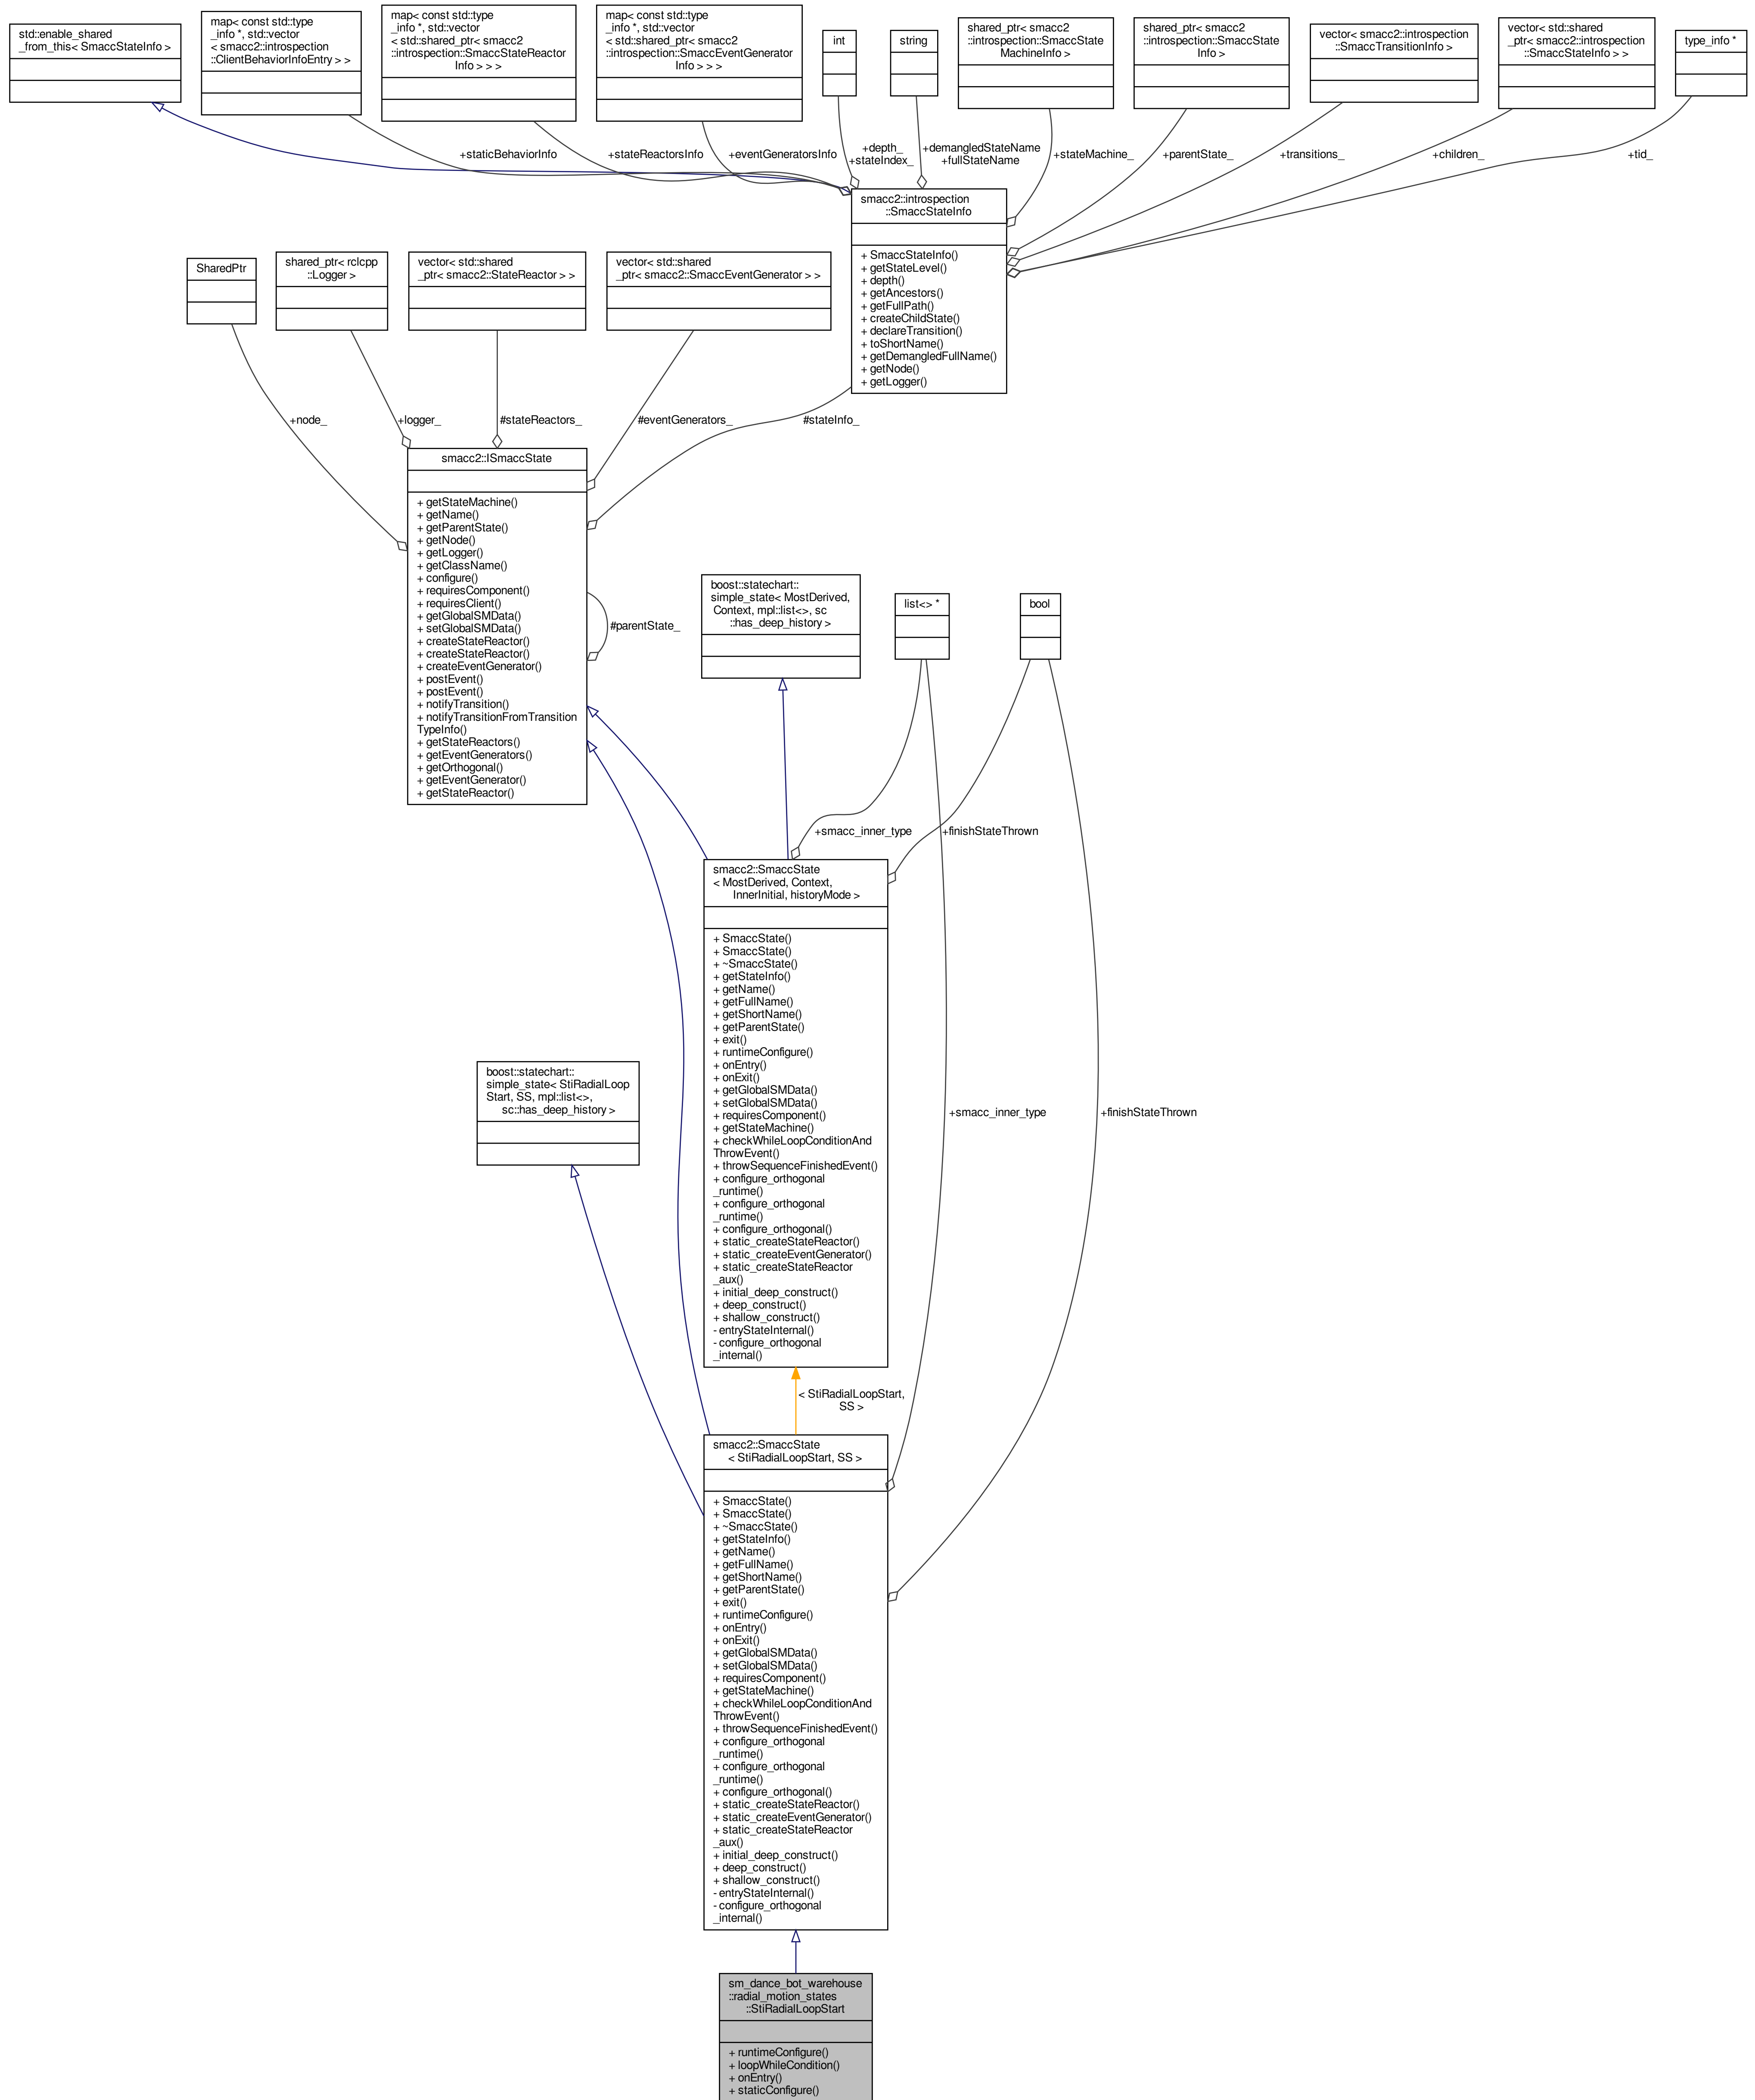 std::enable_shared
_from_this< SmaccStateInfo >
map< const std::type
_info *, std::vector
< smacc2::introspection
::ClientBehaviorInfoEntry > >
map< const std::type
_info *, std::vector
< std::shared_ptr< smacc2
::introspection::SmaccStateReactor
Info > > >
map< const std::type
_info *, std::vector
< std::shared_ptr< smacc2
::introspection::SmaccEventGenerator
Info > > >
int
string
shared_ptr< smacc2
::introspection::SmaccState
MachineInfo >
shared_ptr< smacc2
::introspection::SmaccState
Info >
vector< smacc2::introspection
::SmaccTransitionInfo >
vector< std::shared
_ptr< smacc2::introspection
::SmaccStateInfo > >
type_info *
+staticBehaviorInfo
+stateReactorsInfo
+eventGeneratorsInfo
+depth_
+stateIndex_
+demangledStateName
+fullStateName
+stateMachine_
+parentState_
+transitions_
+children_
+tid_
smacc2::introspection
::SmaccStateInfo
+ SmaccStateInfo()
+ getStateLevel()
+ depth()
+ getAncestors()
+ getFullPath()
+ createChildState()
+ declareTransition()
+ toShortName()
+ getDemangledFullName()
+ getNode()
+ getLogger()
SharedPtr
shared_ptr< rclcpp
::Logger >
vector< std::shared
_ptr< smacc2::StateReactor > >
vector< std::shared
_ptr< smacc2::SmaccEventGenerator > >
+node_
+logger_
#stateReactors_
#eventGenerators_
#stateInfo_
smacc2::ISmaccState
+ getStateMachine()
+ getName()
+ getParentState()
+ getNode()
+ getLogger()
+ getClassName()
+ configure()
+ requiresComponent()
+ requiresClient()
+ getGlobalSMData()
+ setGlobalSMData()
+ createStateReactor()
+ createStateReactor()
+ createEventGenerator()
+ postEvent()
+ postEvent()
+ notifyTransition()
+ notifyTransitionFromTransition
TypeInfo()
+ getStateReactors()
+ getEventGenerators()
+ getOrthogonal()
+ getEventGenerator()
+ getStateReactor()
#parentState_
boost::statechart::
simple_state< MostDerived,
Context, mpl::list<>, sc
::has_deep_history >
list<> *
bool
+smacc_inner_type
+finishStateThrown
smacc2::SmaccState
< MostDerived, Context,
InnerInitial, historyMode >
+ SmaccState()
+ SmaccState()
+ ~SmaccState()
+ getStateInfo()
+ getName()
+ getFullName()
+ getShortName()
+ getParentState()
+ exit()
+ runtimeConfigure()
+ onEntry()
+ onExit()
+ getGlobalSMData()
+ setGlobalSMData()
+ requiresComponent()
+ getStateMachine()
+ checkWhileLoopConditionAnd
ThrowEvent()
+ throwSequenceFinishedEvent()
+ configure_orthogonal
_runtime()
+ configure_orthogonal
_runtime()
+ configure_orthogonal()
+ static_createStateReactor()
+ static_createEventGenerator()
+ static_createStateReactor
_aux()
+ initial_deep_construct()
+ deep_construct()
+ shallow_construct()
- entryStateInternal()
- configure_orthogonal
_internal()
boost::statechart::
simple_state< StiRadialLoop
Start, SS, mpl::list<>,
sc::has_deep_history >
+smacc_inner_type
+finishStateThrown
< StiRadialLoopStart,
SS >
smacc2::SmaccState
< StiRadialLoopStart, SS >
+ SmaccState()
+ SmaccState()
+ ~SmaccState()
+ getStateInfo()
+ getName()
+ getFullName()
+ getShortName()
+ getParentState()
+ exit()
+ runtimeConfigure()
+ onEntry()
+ onExit()
+ getGlobalSMData()
+ setGlobalSMData()
+ requiresComponent()
+ getStateMachine()
+ checkWhileLoopConditionAnd
ThrowEvent()
+ throwSequenceFinishedEvent()
+ configure_orthogonal
_runtime()
+ configure_orthogonal
_runtime()
+ configure_orthogonal()
+ static_createStateReactor()
+ static_createEventGenerator()
+ static_createStateReactor
_aux()
+ initial_deep_construct()
+ deep_construct()
+ shallow_construct()
- entryStateInternal()
- configure_orthogonal
_internal()
sm_dance_bot_warehouse
::radial_motion_states
::StiRadialLoopStart
+ runtimeConfigure()
+ loopWhileCondition()
+ onEntry()
+ staticConfigure()